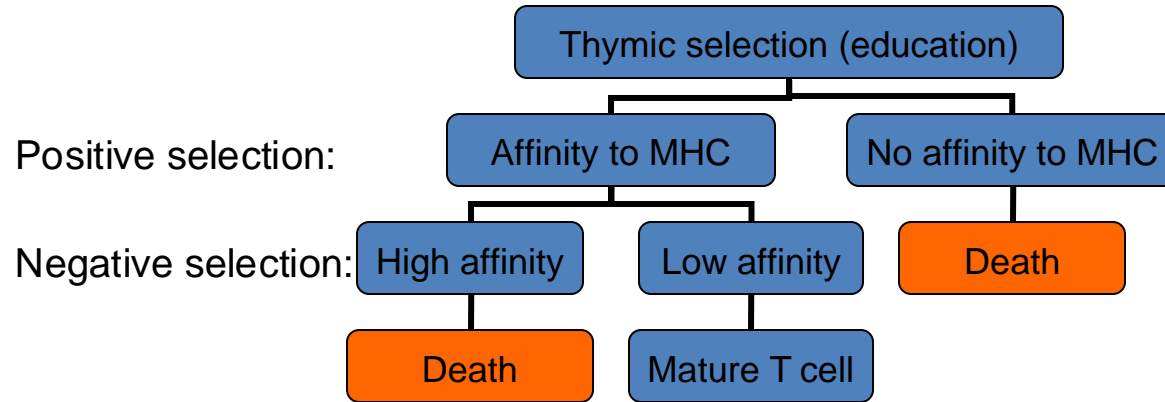 Thymic selection (education)
Positive selection:
Affinity to MHC
No affinity to MHC
Negative selection:
High affinity
Low affinity
Death
Death
Mature T cell